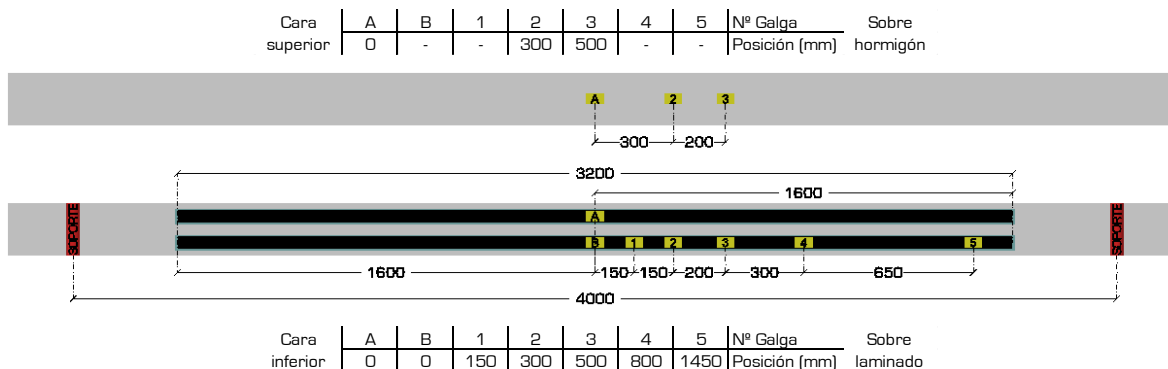 Cara A B 1 2 3 4 5 Nº Galga Sobre
superior 0 - - 300 500 - - Posición (mm) hormigón
A 2 3
300 200
3200
1600
SOPORTE A SOPORTE
B 1 2 3 4 5
1600 150 150 200 300 650
4000
Cara A B 1 2 3 4 5 Nº Galga Sobre
inferior 0 0 150 300 500 800 1450 Posición (mm) laminado